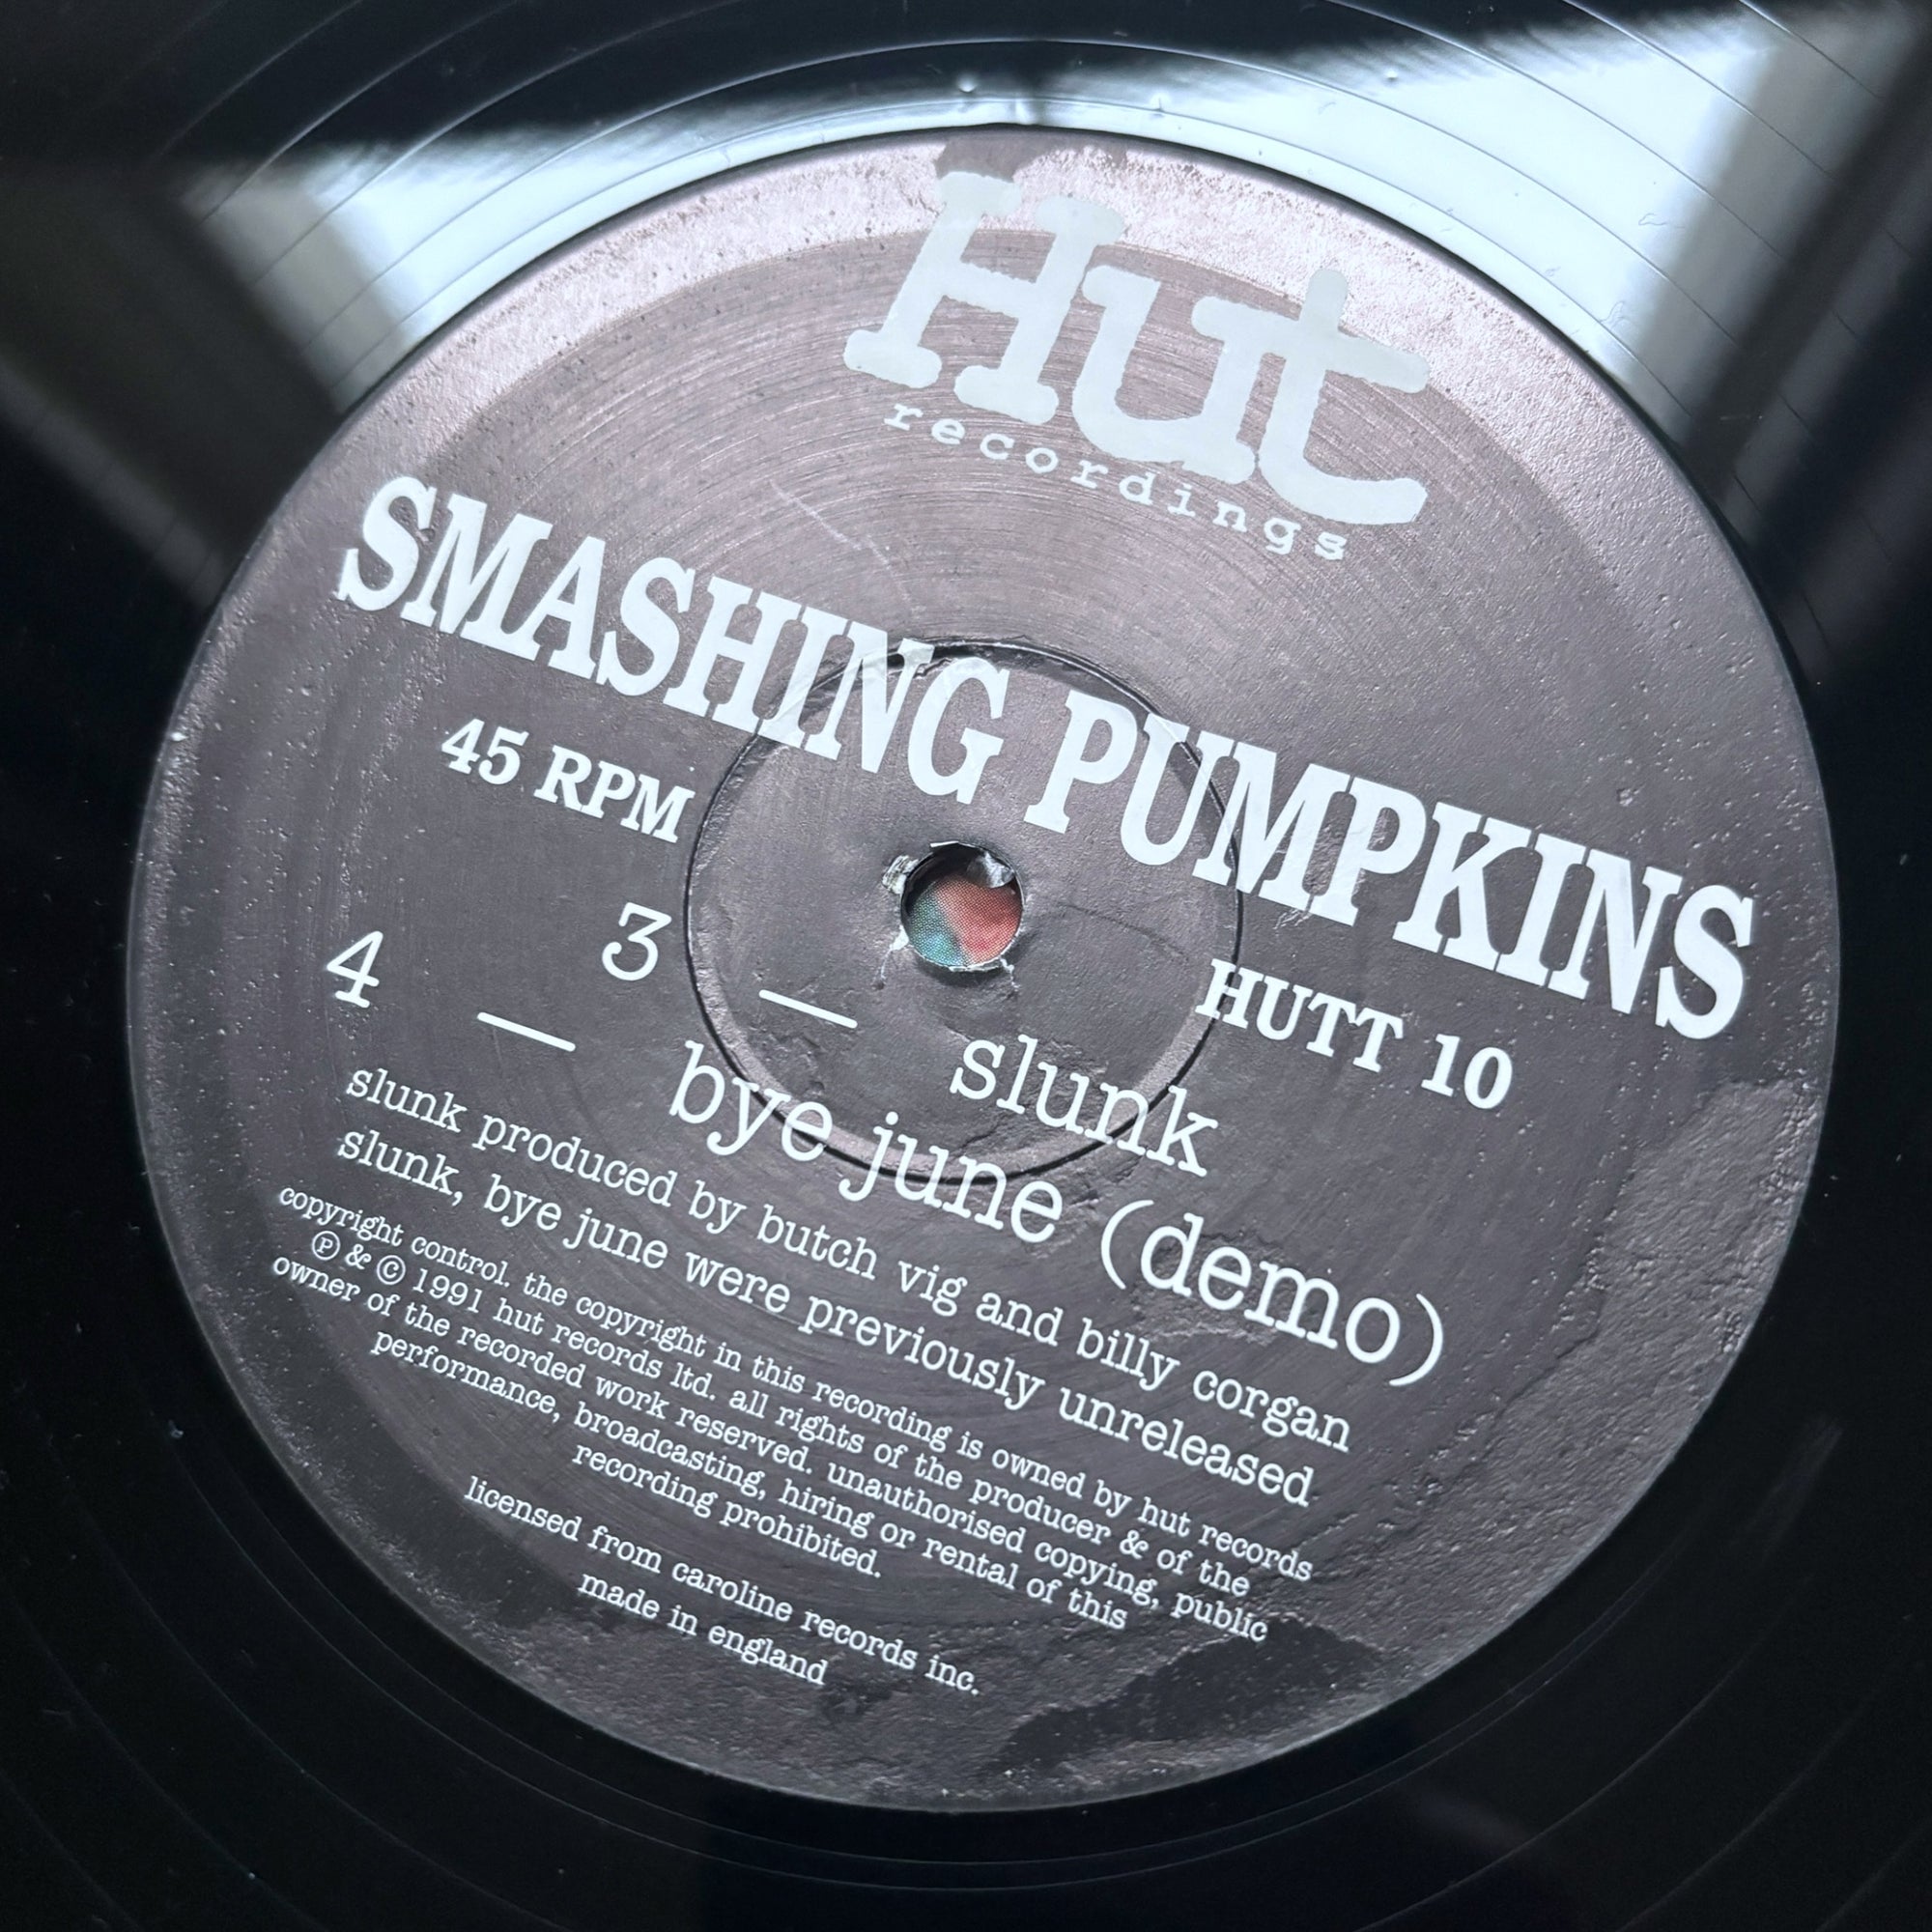 Hut
recordings
SMASHING PUMPKINS
45 RPM
HUTT 10
3 — slunk
4 — bye june (demo)
slunk produced by butch vig and billy corgan
slunk, bye june were previously unreleased
copyright control. the copyright in this recording is owned by hut records
Ⓟ & © 1991 hut records ltd. all rights of the producer & of the
owner of the recorded work reserved. unauthorised copying, public
performance, broadcasting, hiring or rental of this
recording prohibited.
licensed from caroline records inc.
made in england